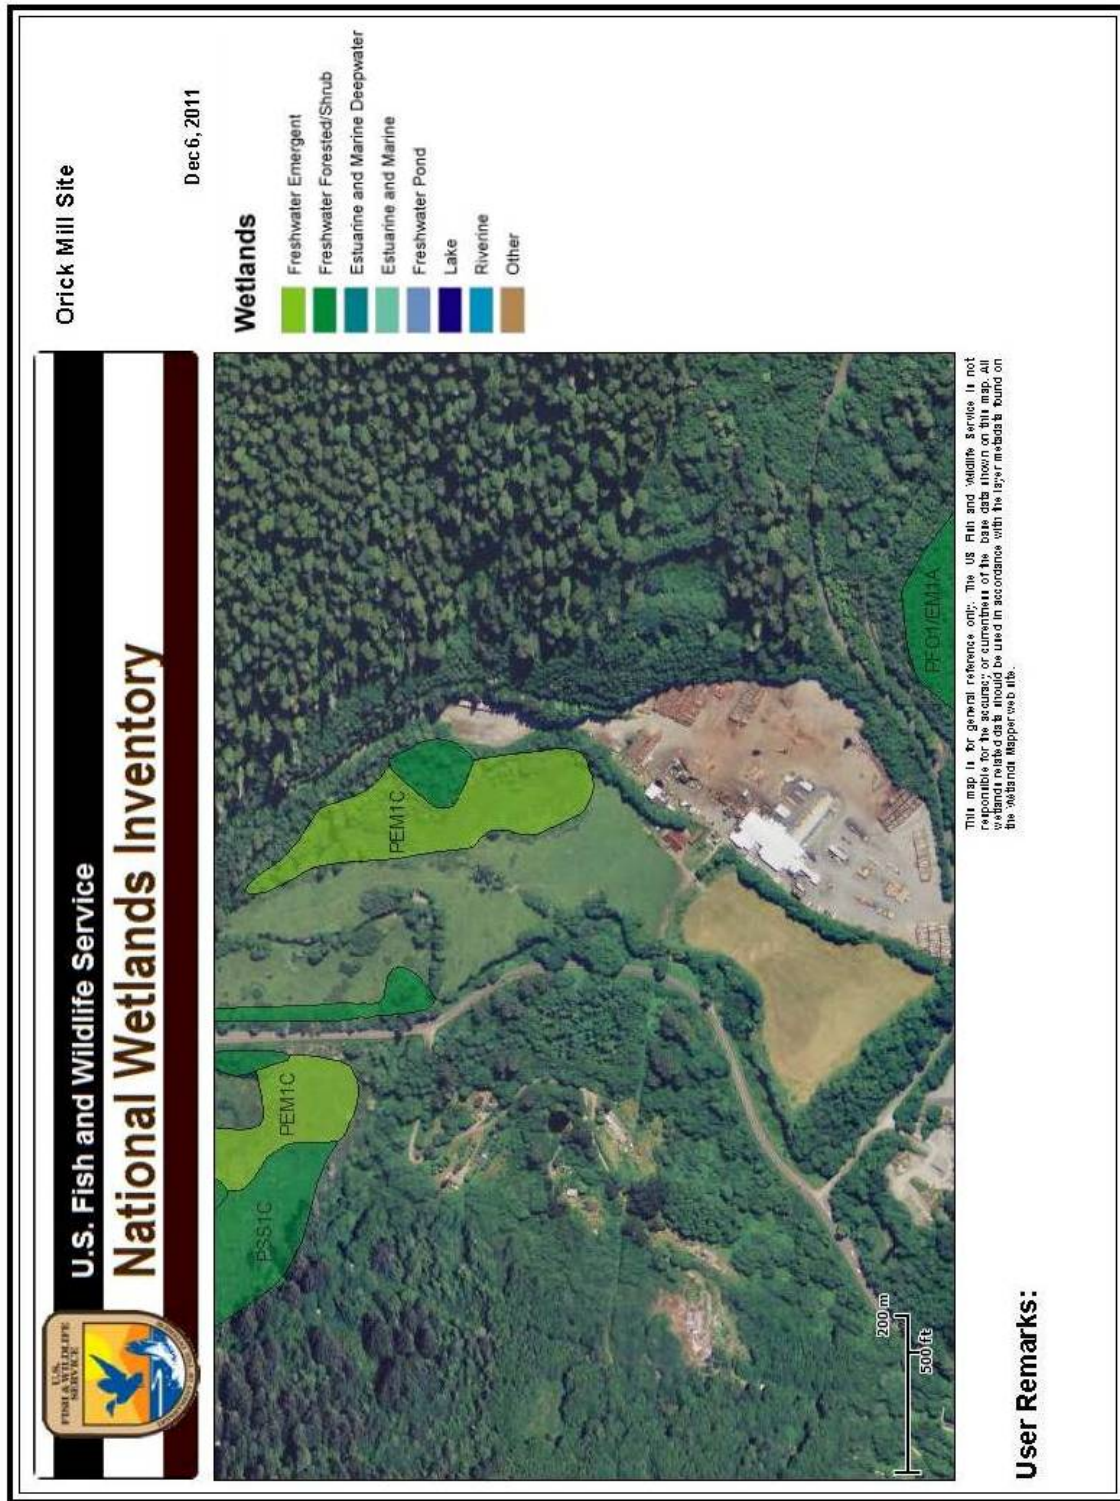 U.S.
FISH & WILDLIFE
SERVICE
U.S. Fish and Wildlife Service
National Wetlands Inventory
Orick Mill Site
Dec 6, 2011
Wetlands
Freshwater Emergent
Freshwater Forested/Shrub
Estuarine and Marine Deepwater
Estuarine and Marine
Freshwater Pond
Lake
Riverine
Other
PSS1C
PEM1C
PEM1C
PFO1/EM1A
200 m
500 ft
This map is for general reference only. The US Fish and Wildlife Service is not
responsible for the accuracy or currentness of the base data shown on this map. All
wetlands related data should be used in accordance with the layer metadata found on
the Wetlands Mapper web site.
User Remarks: